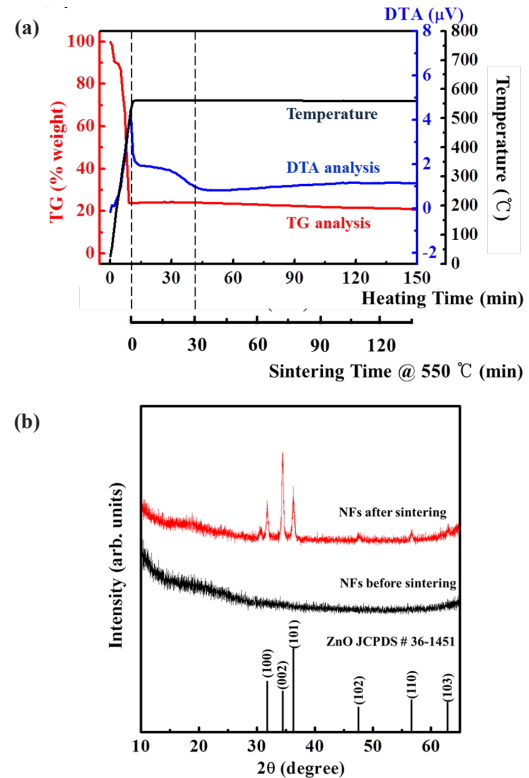 (a)
DTA (μV)
100
80
60
40
20
0
TG (% weight)
8
6
4
2
0
-2
800
700
600
500
400
300
200
100
0
Temperature (℃)
Temperature
DTA analysis
TG analysis
0 30 60 90 120 150
Heating Time (min)
0 30 60 90 120
Sintering Time @ 550 ℃ (min)
(b)
Intensity (arb. units)
NFs after sintering
NFs before sintering
ZnO JCPDS # 36-1451
(100)
(002)
(101)
(102)
(110)
(103)
10 20 30 40 50 60
2θ (degree)